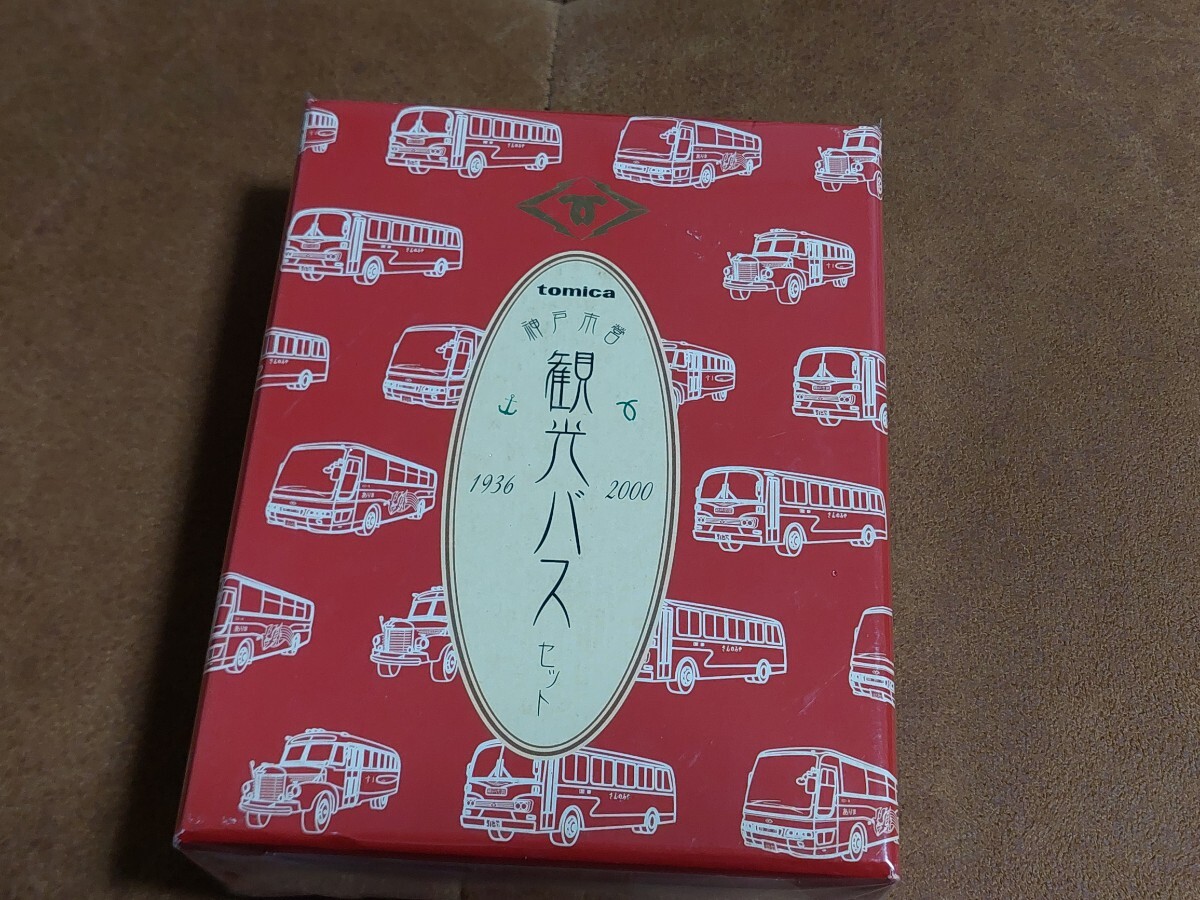 tomica
神戸市営
観光バス
1936
2000
セット